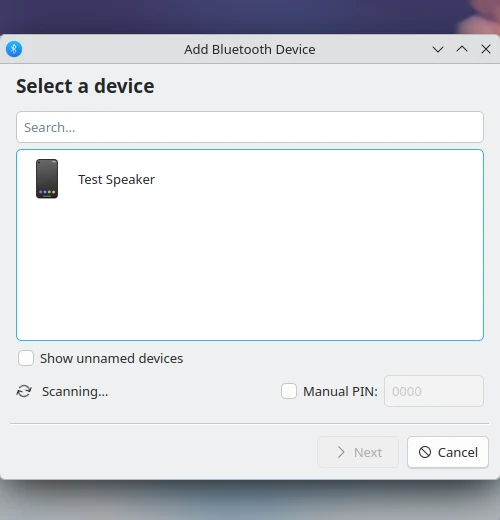 Add Bluetooth Device
Select a device
Search...
Test Speaker
Show unnamed devices
Scanning...
Manual PIN: 0000
Next
Cancel